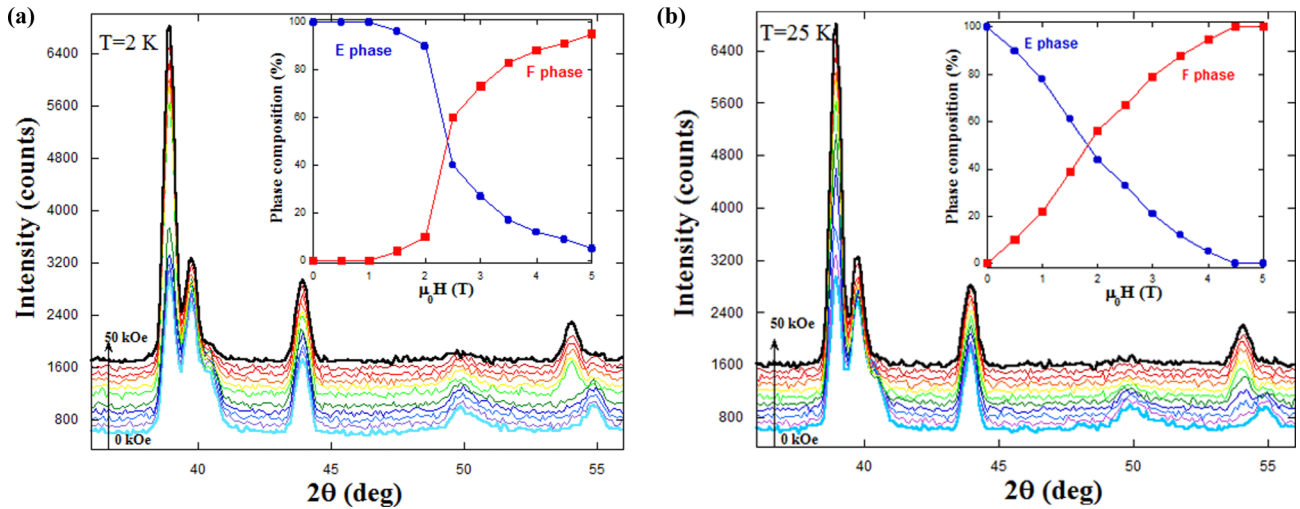 (a)
T=2 K
Intensity (counts)
6400
5600
4800
4000
3200
2400
1600
800
50 kOe
0 kOe
40
45
50
55
2θ (deg)
Phase composition (%)
100
80
60
40
20
0
E phase
F phase
0
1
2
3
4
5
μ0H (T)
(b)
T=25 K
Intensity (counts)
6400
5600
4800
4000
3200
2400
1600
800
50 kOe
0 kOe
40
45
50
55
2θ (deg)
Phase composition (%)
100
80
60
40
20
0
E phase
F phase
0
1
2
3
4
5
μ0H (T)